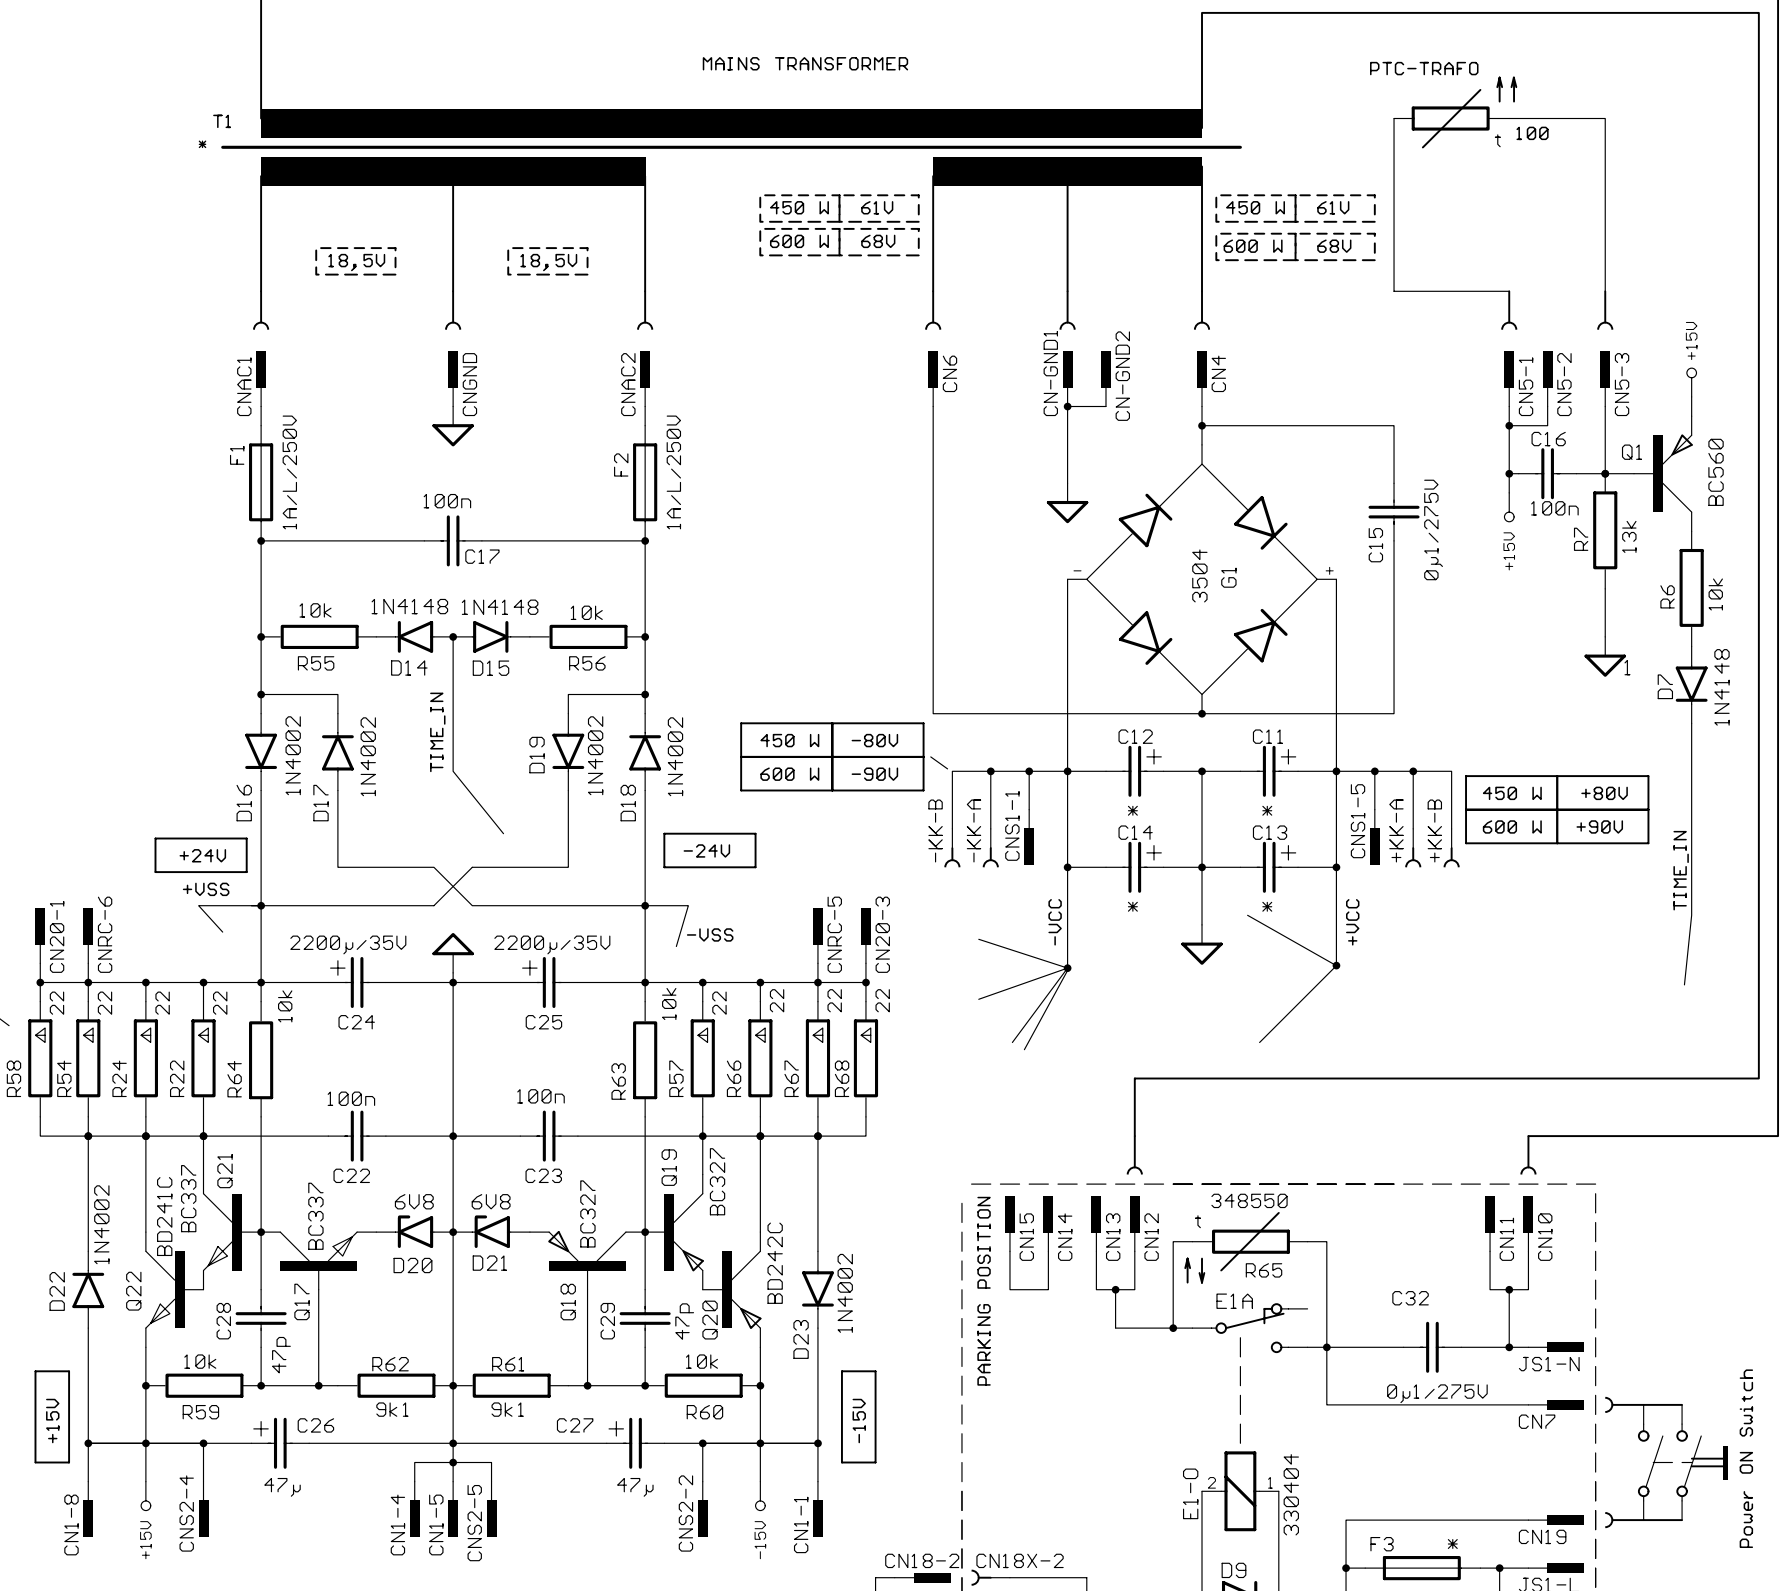 MAINS TRANSFORMER
PTC-TRAFO
T1
*
t 100
450 W 61V
600 W 68V
450 W 61V
600 W 68V
18,5V
18,5V
CNAC1
CNGND
CNAC2
CN6
CN-GND1
CN-GND2
CN4
CN5-1
CN5-2
CN5-3
+15V
F1
1A/L/250V
F2
1A/L/250V
100n
C17
C16
100n
Q1
BC560
+15V
R7
13k
1
R6
10k
D7
1N4148
3504
G1
-
+
C15
0µ1/275V
10k
R55
1N4148
D14
1N4148
D15
10k
R56
TIME_IN
D16
1N4002
D17
1N4002
D19
1N4002
D18
1N4002
450 W -80V
600 W -90V
C12
+
*
C11
+
*
C14
+
*
C13
+
*
-KK-B
-KK-A
CNS1-1
CNS1-5
+KK-A
+KK-B
450 W +80V
600 W +90V
TIME_IN
-VCC
+VCC
+24V
+VSS
-24V
-VSS
CN20-1
CNRC-6
CNRC-5
CN20-3
2200µ/35V
+
C24
2200µ/35V
+
C25
R58
22
R54
22
R24
22
R22
22
R64
10k
R63
10k
R57
22
R66
22
R67
22
R68
22
100n
C22
100n
C23
D22
1N4002
Q22
BD241C
BC337
Q21
BC337
Q17
6V8
D20
6V8
D21
BC327
Q18
Q19
BC327
Q20
BD242C
D23
1N4002
C28
47p
C29
47p
10k
R59
R62
9k1
R61
9k1
10k
R60
+15V
-15V
+
C26
47µ
C27
+
47µ
CN1-8
+15V
CNS2-4
CN1-4
CN1-5
CNS2-5
CNS2-2
-15V
CN1-1
PARKING POSITION
CN15
CN14
CN13
CN12
348550
t
R65
CN11
CN10
E1A
C32
0µ1/275V
JS1-N
CN7
E1-O
2
1
330404
D9
CN19
F3
*
JS1-L
Power ON Switch
CN18-2
CN18X-2